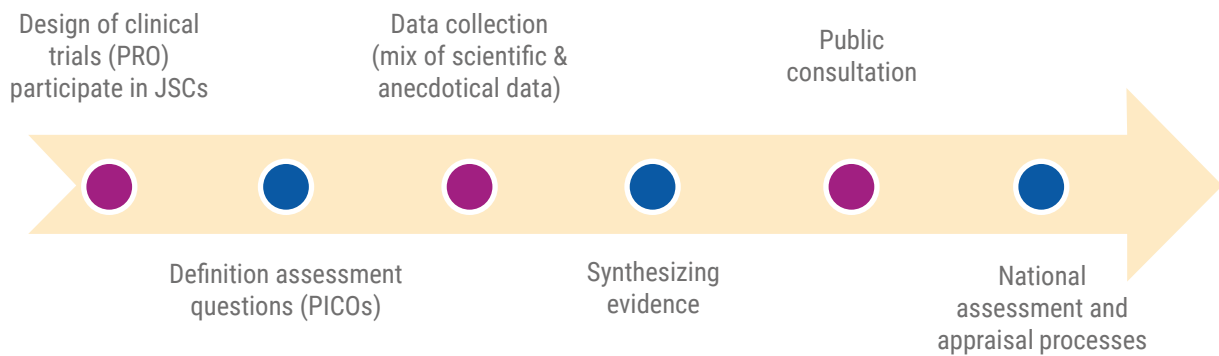 Design of clinical
trials (PRO)
participate in JSCs
Definition assessment
questions (PICOs)
Data collection
(mix of scientific &
anecdotical data)
Synthesizing
evidence
Public
consultation
National
assessment and
appraisal processes